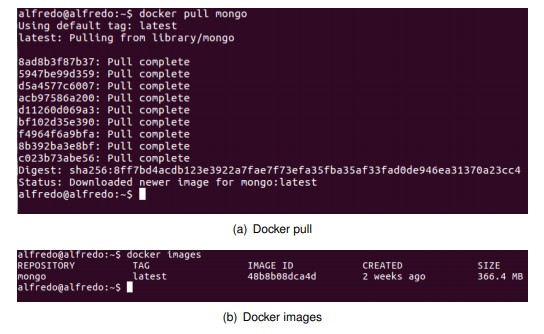 alfredo@alfredo:~$ docker pull mongo
Using default tag: latest
latest: Pulling from library/mongo
8ad8b3f87b37: Pull complete
5947be99d359: Pull complete
d5a4577c6007: Pull complete
acb97586a200: Pull complete
d11260d069a3: Pull complete
bf102d35e390: Pull complete
f4964f6a9bfa: Pull complete
8b392ba3e8bf: Pull complete
c023b73abe56: Pull complete
Digest: sha256:8ff7bd4acdb123e3922a7fae7f73efa35fba35af33fad0de946ea31370a23cc4
Status: Downloaded newer image for mongo:latest
alfredo@alfredo:~$
(a) Docker pull
alfredo@alfredo:~$ docker images
REPOSITORY TAG IMAGE ID CREATED SIZE
mongo latest 48b8b08dca4d 2 weeks ago 366.4 MB
alfredo@alfredo:~$
(b) Docker images